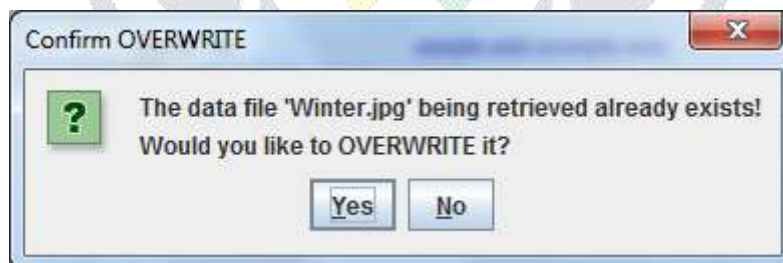 Confirm OVERWRITE
The data file 'Winter.jpg' being retrieved already exists!
Would you like to OVERWRITE it?
Yes No